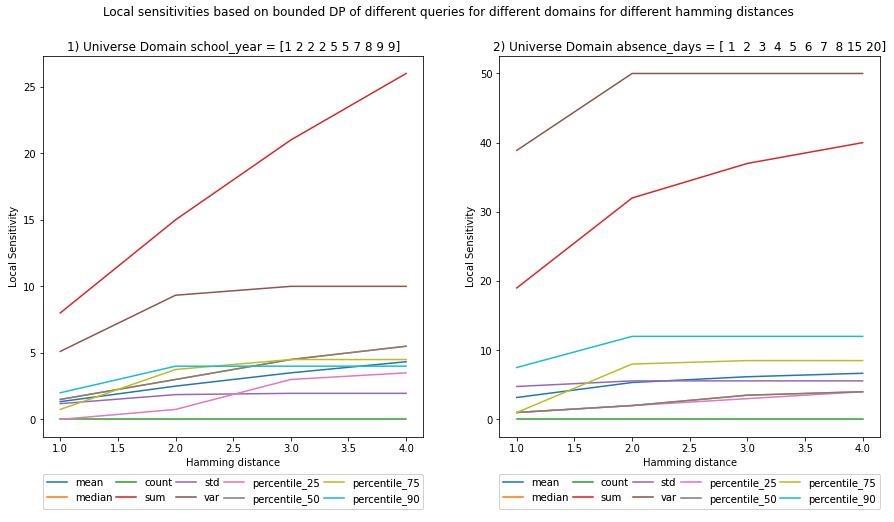 Local sensitivities based on bounded DP of different queries for different domains for different hamming distances
1) Universe Domain school_year = [1 2 2 2 5 5 7 8 9 9]
25
20
15
10
5
0
Local Sensitivity
1.0 1.5 2.0 2.5 3.0 3.5 4.0
Hamming distance
mean count std percentile_25 percentile_75
median sum var percentile_50 percentile_90
2) Universe Domain absence_days = [ 1 2 3 4 5 6 7 8 15 20]
50
40
30
20
10
0
Local Sensitivity
1.0 1.5 2.0 2.5 3.0 3.5 4.0
Hamming distance
mean count std percentile_25 percentile_75
median sum var percentile_50 percentile_90